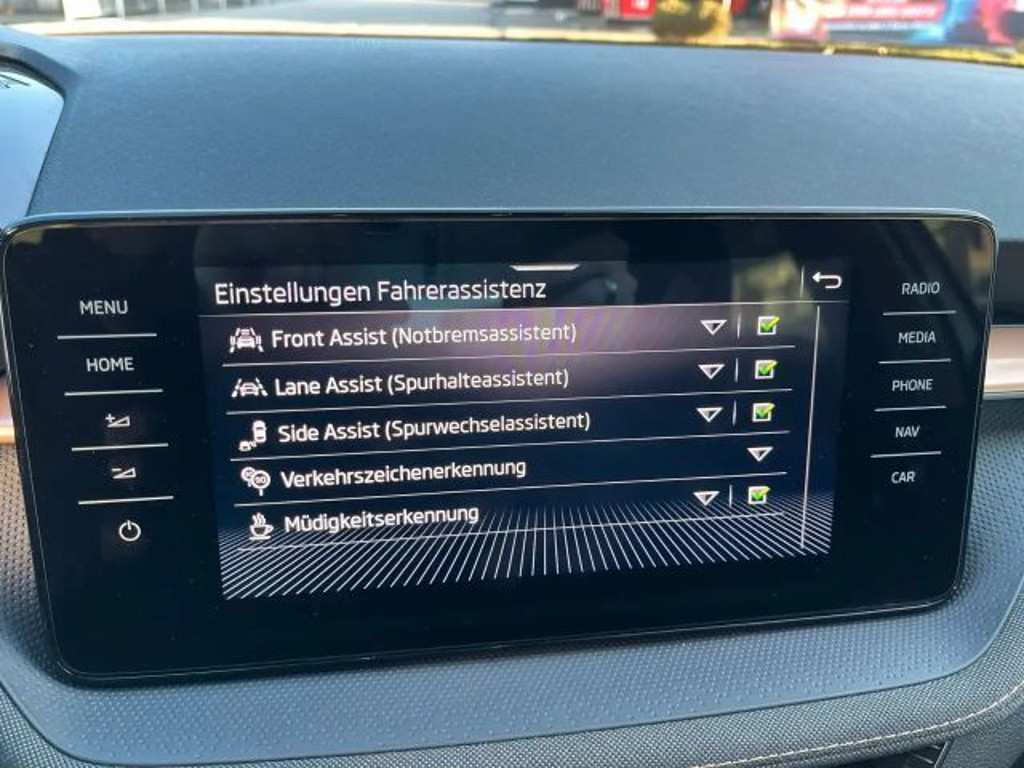 Einstellungen Fahrerassistenz
Front Assist (Notbremsassistent)
Lane Assist (Spurhalteassistent)
Side Assist (Spurwechselassistent)
Verkehrszeichenerkennung
Müdigkeitserkennung
MENU
HOME
RADIO
MEDIA
PHONE
NAV
CAR